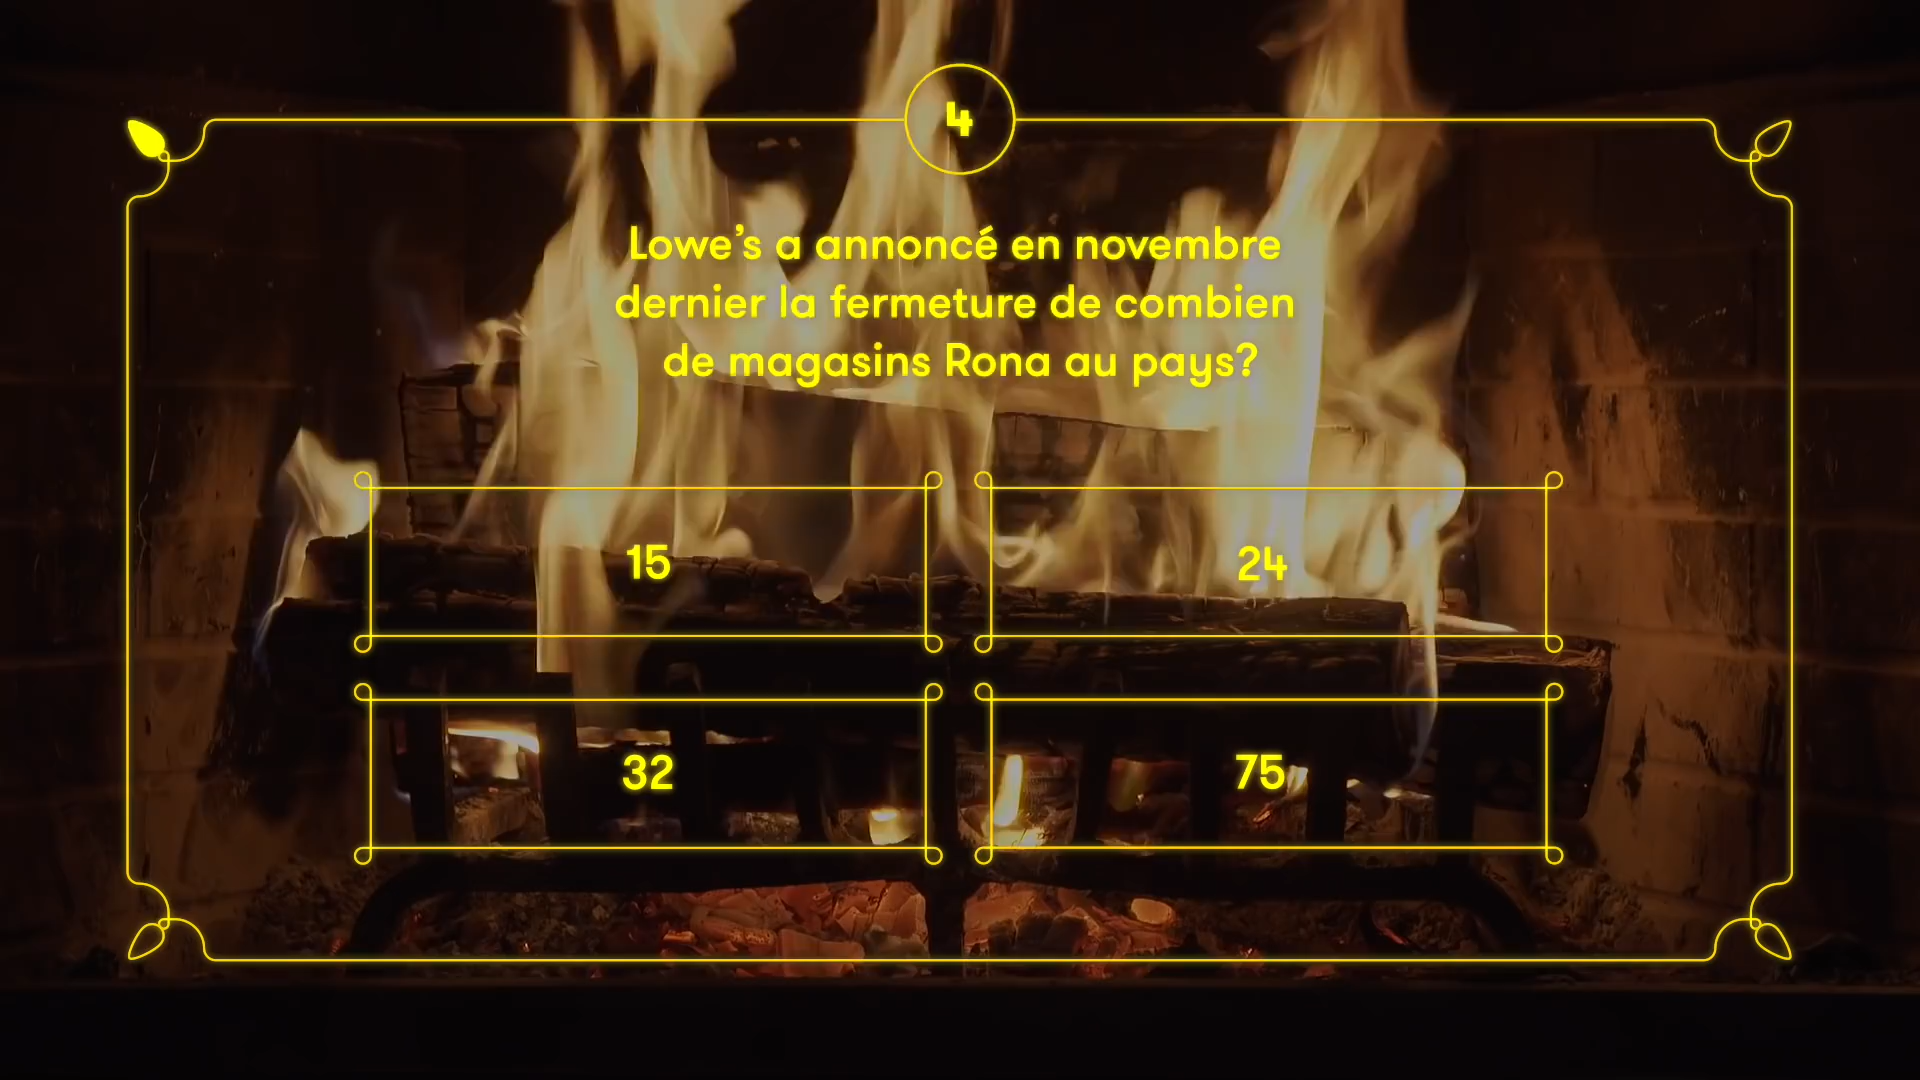 4
Lowe’s a annoncé en novembre
dernier la fermeture de combien
de magasins Rona au pays?
15
24
32
75